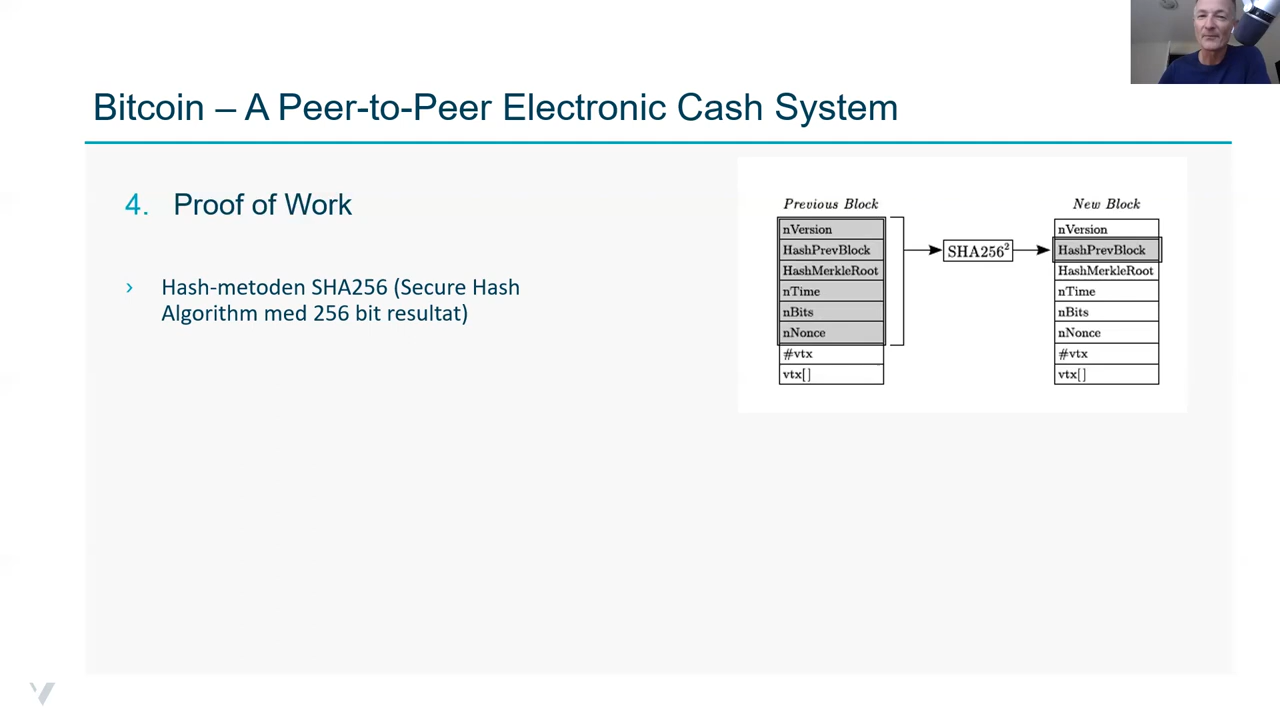 Bitcoin – A Peer-to-Peer Electronic Cash System
4. Proof of Work
› Hash-metoden SHA256 (Secure Hash
Algorithm med 256 bit resultat)
Previous Block
nVersion
HashPrevBlock
HashMerkleRoot
nTime
nBits
nNonce
#vtx
vtx[]
SHA256²
New Block
nVersion
HashPrevBlock
HashMerkleRoot
nTime
nBits
nNonce
#vtx
vtx[]